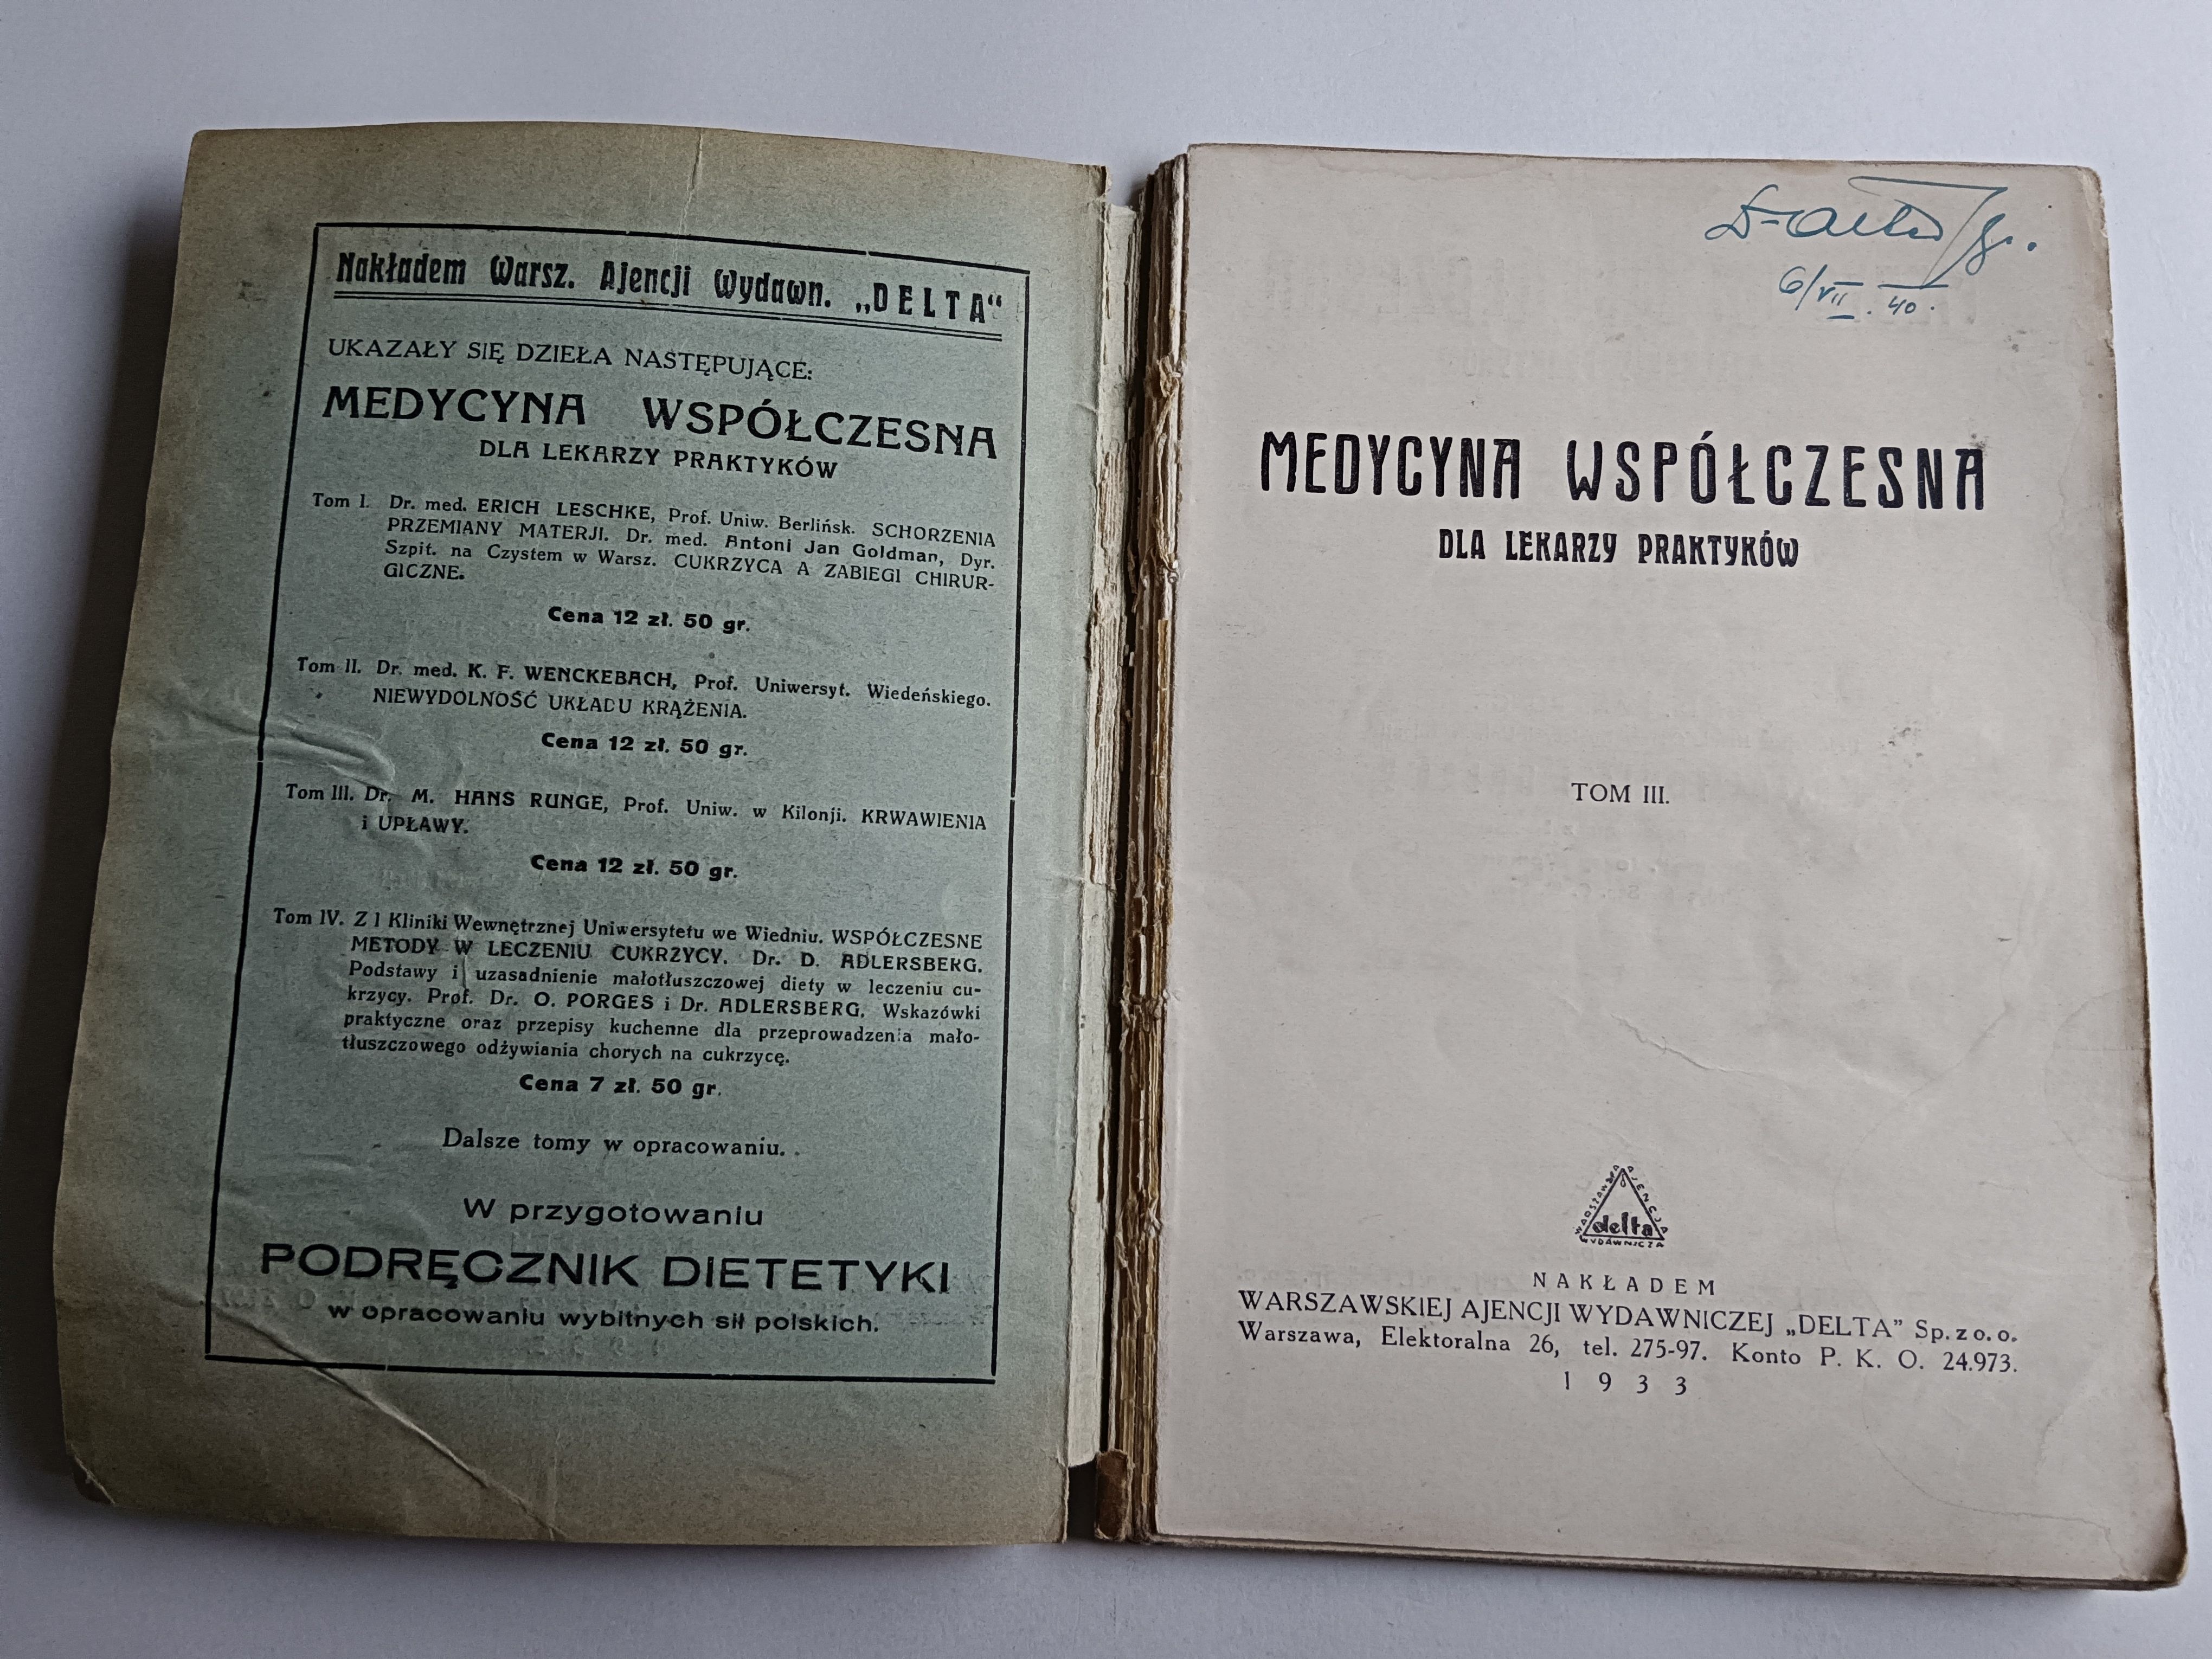 Nakładem Warsz. Ajencji Wydawn. „DELTA“
UKAZAŁY SIĘ DZIEŁA NASTĘPUJĄCE:
MEDYCYNA WSPÓŁCZESNA
DLA LEKARZY PRAKTYKÓW
Tom I. Dr. med. ERICH LESCHKE, Prof. Uniw. Berlińsk. SCHORZENIA
PRZEMIANY MATERJI. Dr. med. Antoni Jan Goldman, Dyr.
Szpit. na Czystem w Warsz. CUKRZYCA A ZABIEGI CHIRUR-
GICZNE.
Cena 12 zł. 50 gr.
Tom II. Dr. med. K. F. WENCKEBACH, Prof. Uniwersyt. Wiedeńskiego.
NIEWYDOLNOŚĆ UKŁADU KRĄŻENIA.
Cena 12 zł. 50 gr.
Tom III. Dr. M. HANS RUNGE, Prof. Uniw. w Kilonji. KRWAWIENIA
i UPŁAWY.
Cena 12 zł. 50 gr.
Tom IV. Z I Kliniki Wewnętrznej Uniwersytetu we Wiedniu. WSPÓŁCZESNE
METODY W LECZENIU CUKRZYCY. Dr. D. ADLERSBERG.
Podstawy i uzasadnienie małotłuszczowej diety w leczeniu cu-
krzycy. Prof. Dr. O. PORGES i Dr. ADLERSBERG. Wskazówki
praktyczne oraz przepisy kuchenne dla przeprowadzenia mało-
tłuszczowego odżywiania chorych na cukrzycę.
Cena 7 zł. 50 gr.
Dalsze tomy w opracowaniu.
W przygotowaniu
PODRĘCZNIK DIETETYKI
w opracowaniu wybitnych sił polskich.
6/VII.40.
MEDYCYNA WSPÓŁCZESNA
DLA LEKARZY PRAKTYKÓW
TOM III.
WARSZAWSKA AJENCJA
delta
WYDAWNICZA
NAKŁADEM
WARSZAWSKIEJ AJENCJI WYDAWNICZEJ „DELTA” Sp. z o. o.
Warszawa, Elektoralna 26, tel. 275-97. Konto P. K. O. 24.973.
1933